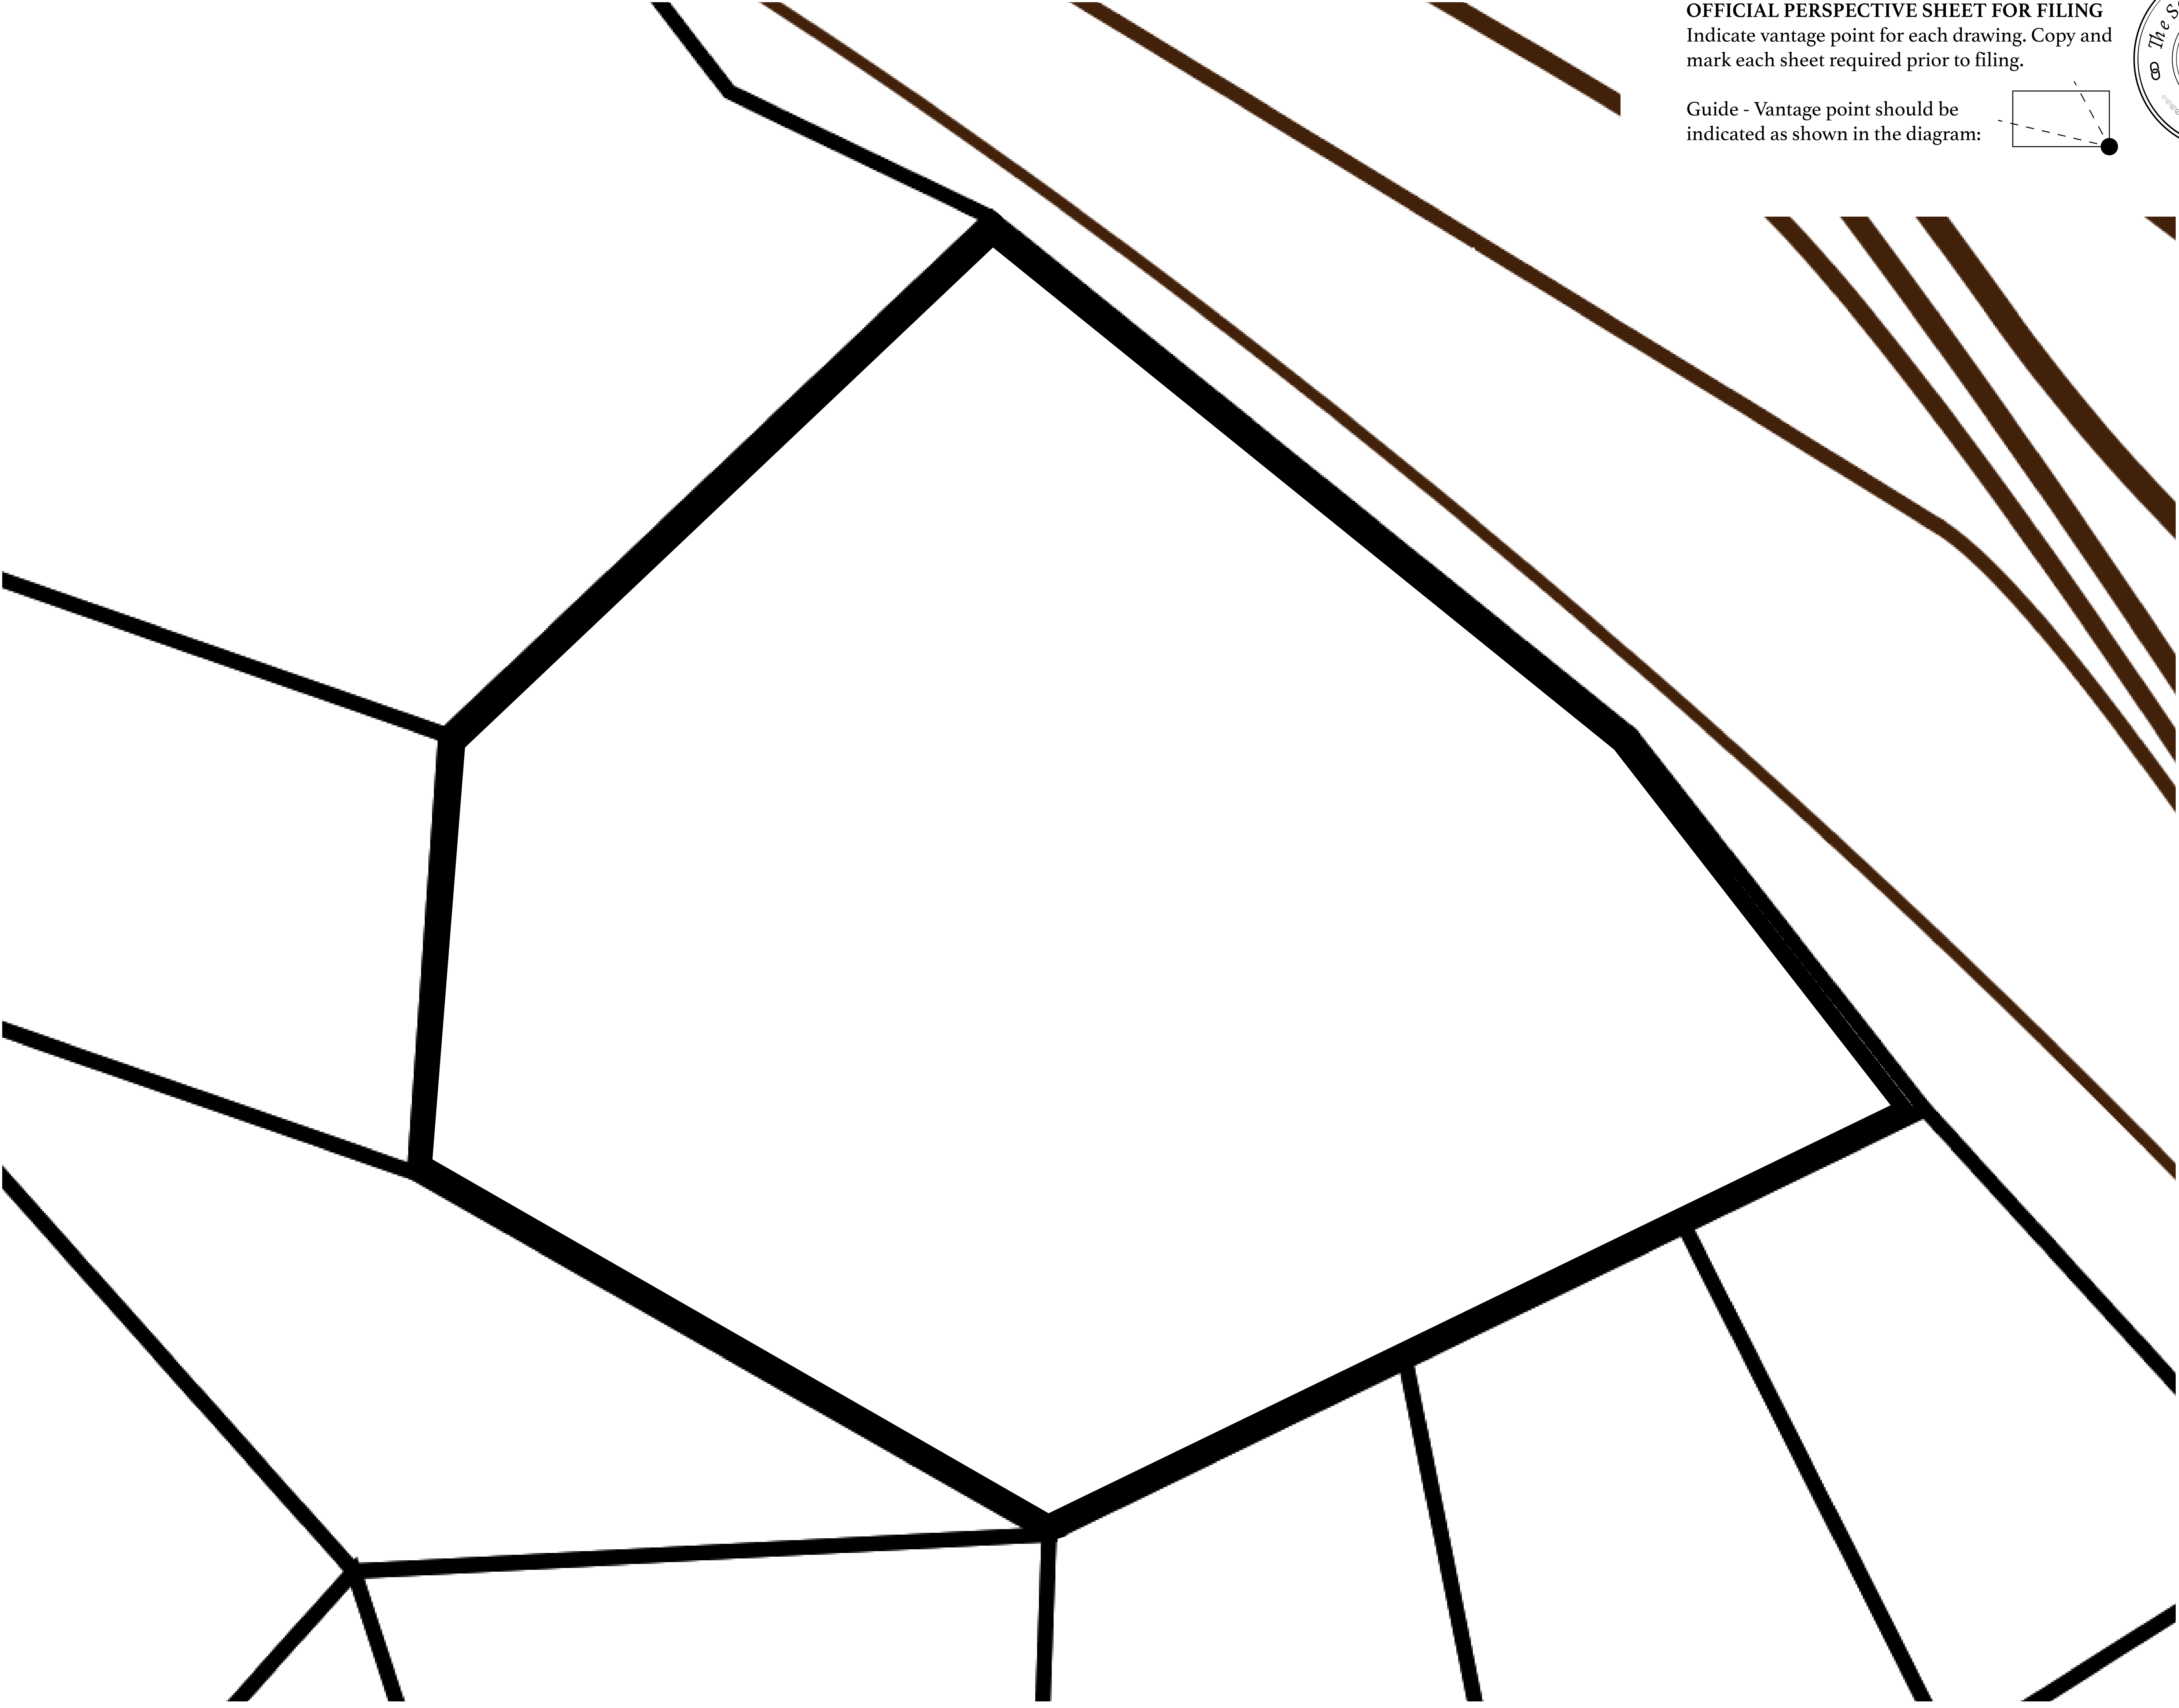 OFFICIAL PERSPECTIVE SHEET FOR FILING
Indicate vantage point for each drawing. Copy and
mark each sheet required prior to filing.
Guide - Vantage point should be
indicated as shown in the diagram:
The S